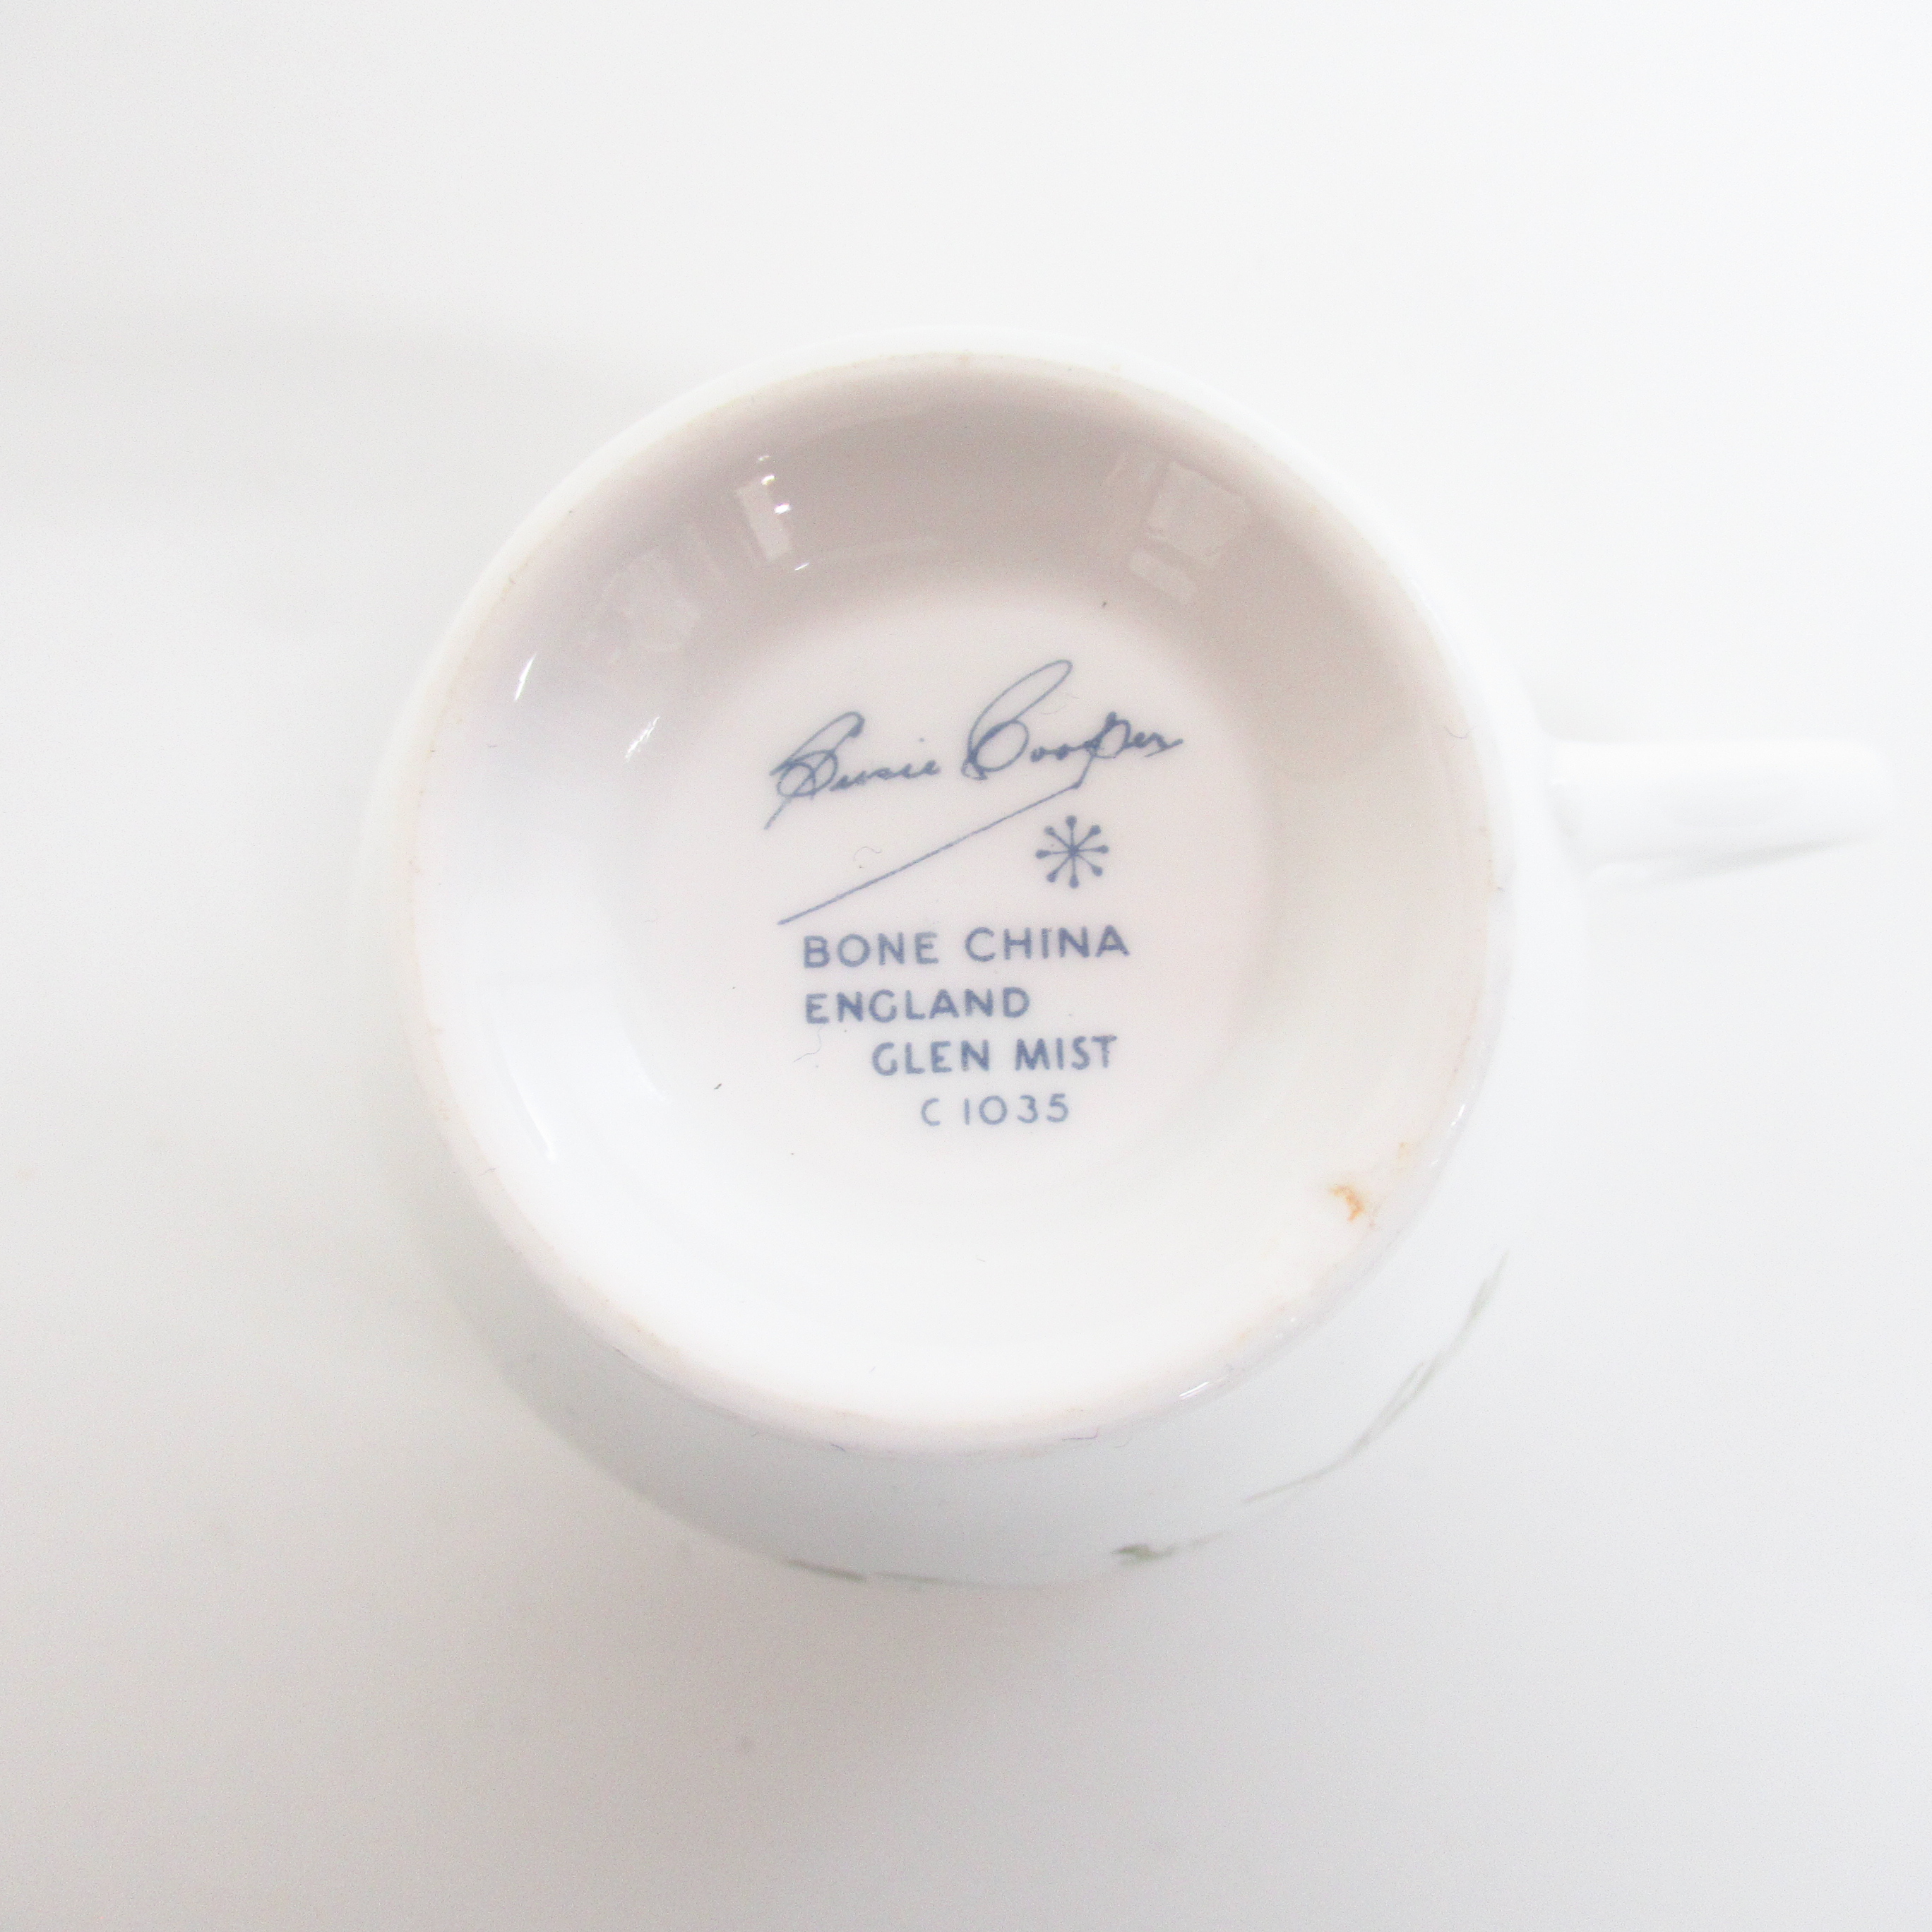 Susie Cooper
BONE CHINA
ENGLAND
GLEN MIST
C 1035